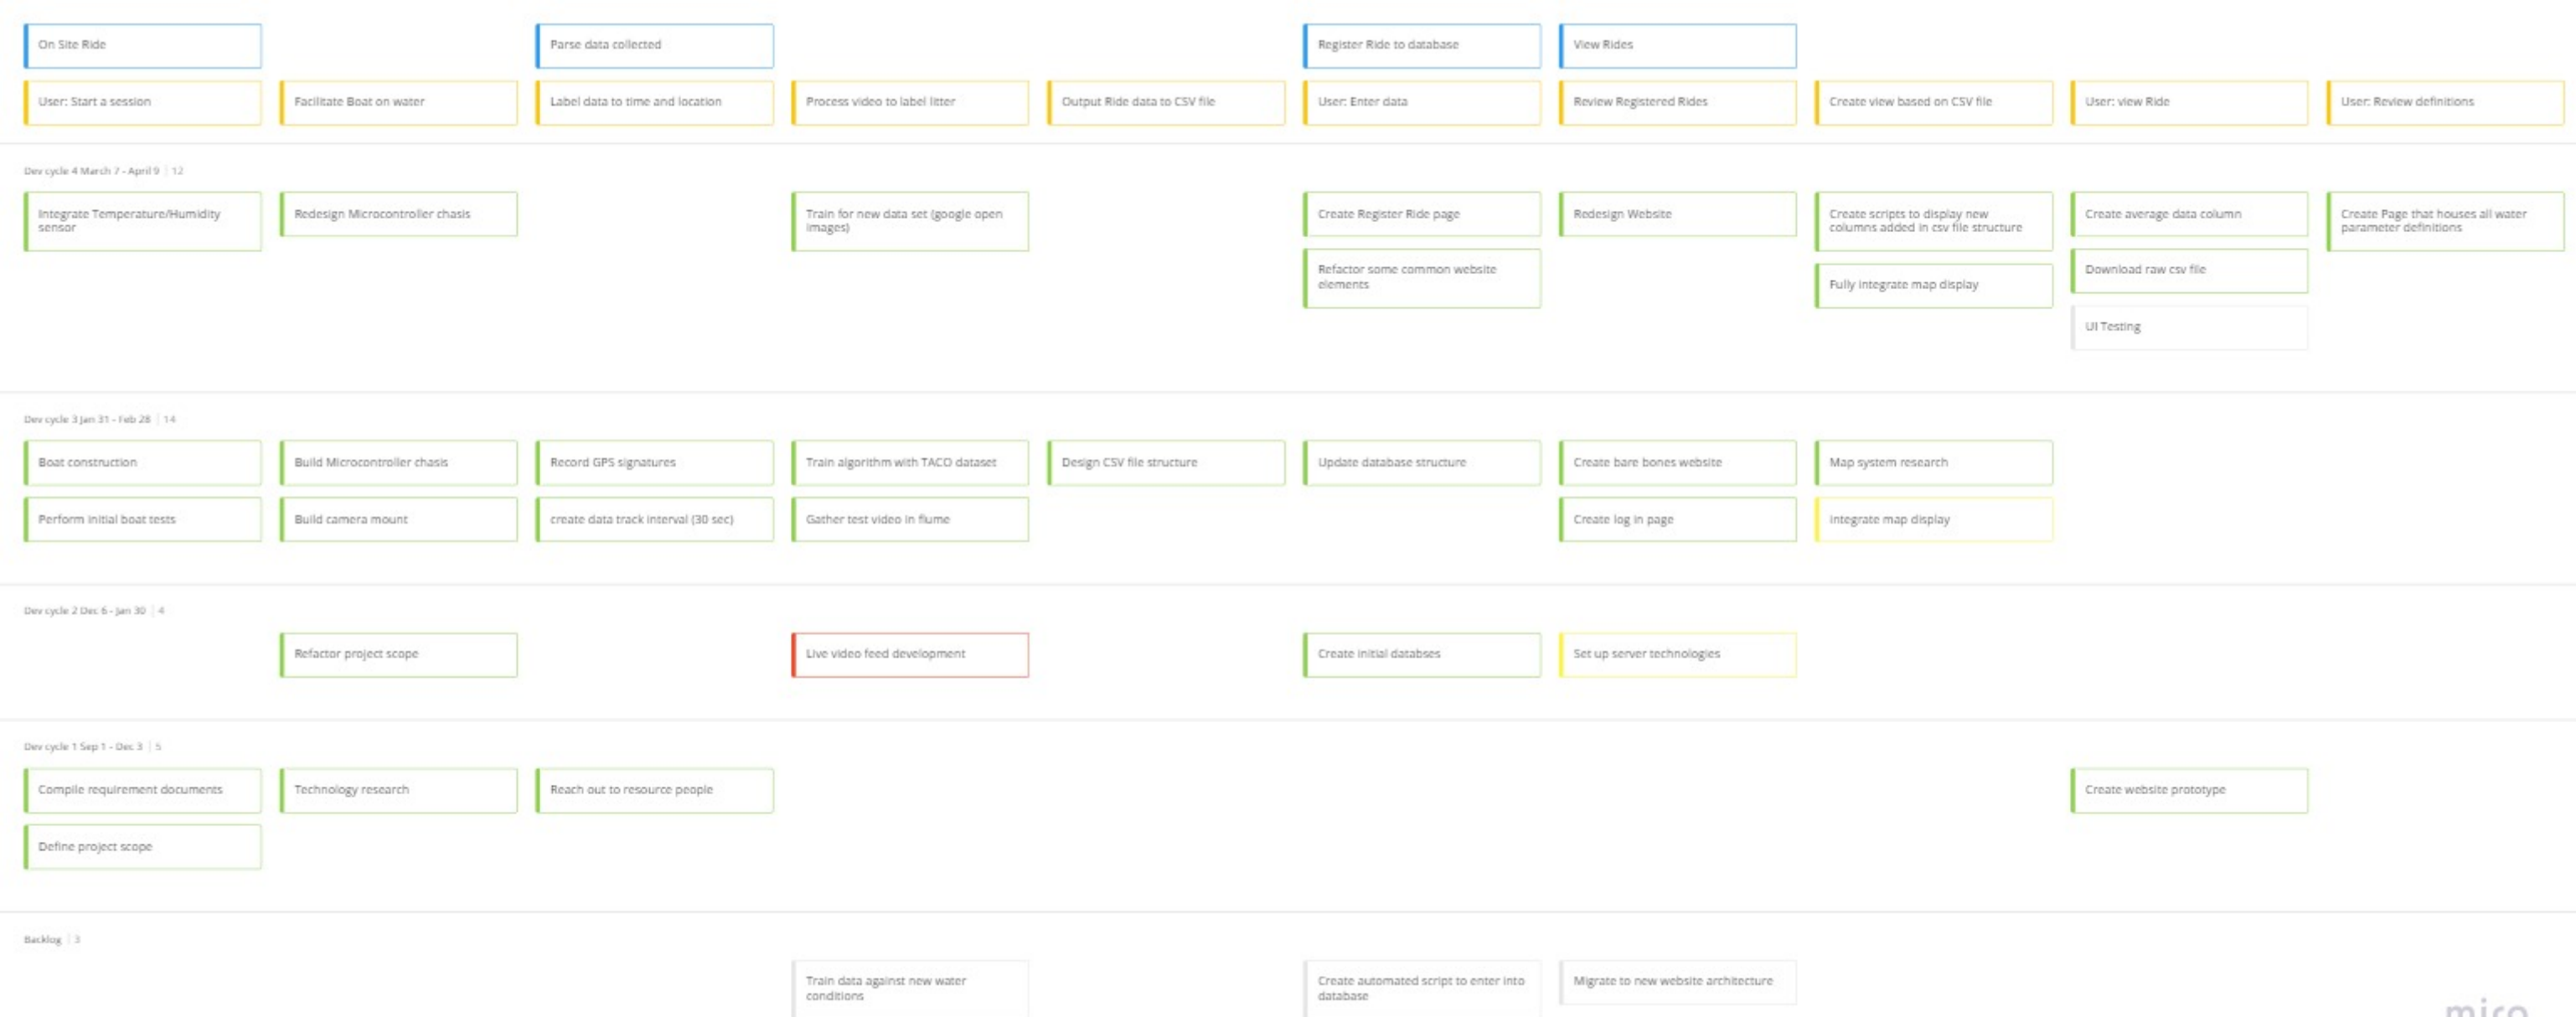 On Site Ride
Parse data collected
Register Ride to database
View Rides
User: Start a session
Facilitate Boat on water
Label data to time and location
Process video to label litter
Output Ride data to CSV file
User: Enter data
Review Registered Rides
Create view based on CSV file
User: view Ride
User: Review definitions
Dev cycle 4 March 7 - April 9 | 12
Integrate Temperature/Humidity
sensor
Redesign Microcontroller chasis
Train for new data set (google open
images)
Create Register Ride page
Refactor some common website
elements
Redesign Website
Create scripts to display new
columns added in csv file structure
Fully integrate map display
Create average data column
Download raw csv file
UI Testing
Create Page that houses all water
parameter definitions
Dev cycle 3 Jan 31 - Feb 28 | 14
Boat construction
Build Microcontroller chasis
Record GPS signatures
Train algorithm with TACO dataset
Design CSV file structure
Update database structure
Create bare bones website
Map system research
Perform initial boat tests
Build camera mount
create data track interval (30 sec)
Gather test video in flume
Create log in page
Integrate map display
Dev cycle 2 Dec 6 - Jan 30 | 4
Refactor project scope
Live video feed development
Create initial databses
Set up server technologies
Dev cycle 1 Sep 1 - Dec 3 | 5
Compile requirement documents
Technology research
Reach out to resource people
Create website prototype
Define project scope
Backlog | 3
Train data against new water
conditions
Create automated script to enter into
database
Migrate to new website architecture
miro